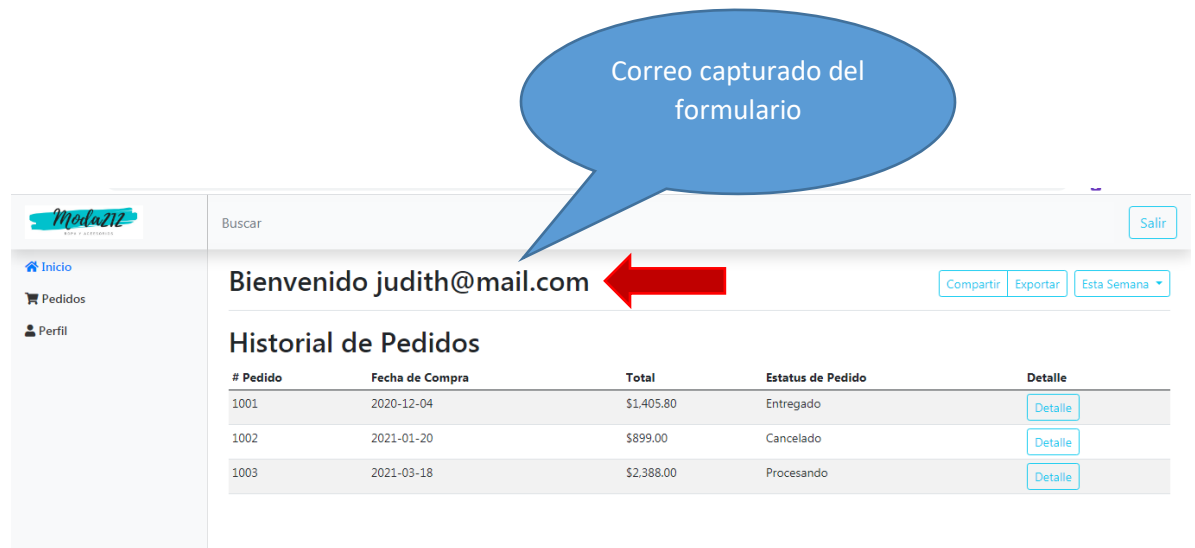 Correo capturado del
formulario
Moda212
Buscar
Salir
Inicio
Pedidos
Perfil
Bienvenido judith@mail.com
Compartir Exportar Esta Semana
Historial de Pedidos
# Pedido Fecha de Compra Total Estatus de Pedido Detalle
1001 2020-12-04 $1,405.80 Entregado Detalle
1002 2021-01-20 $899.00 Cancelado Detalle
1003 2021-03-18 $2,388.00 Procesando Detalle